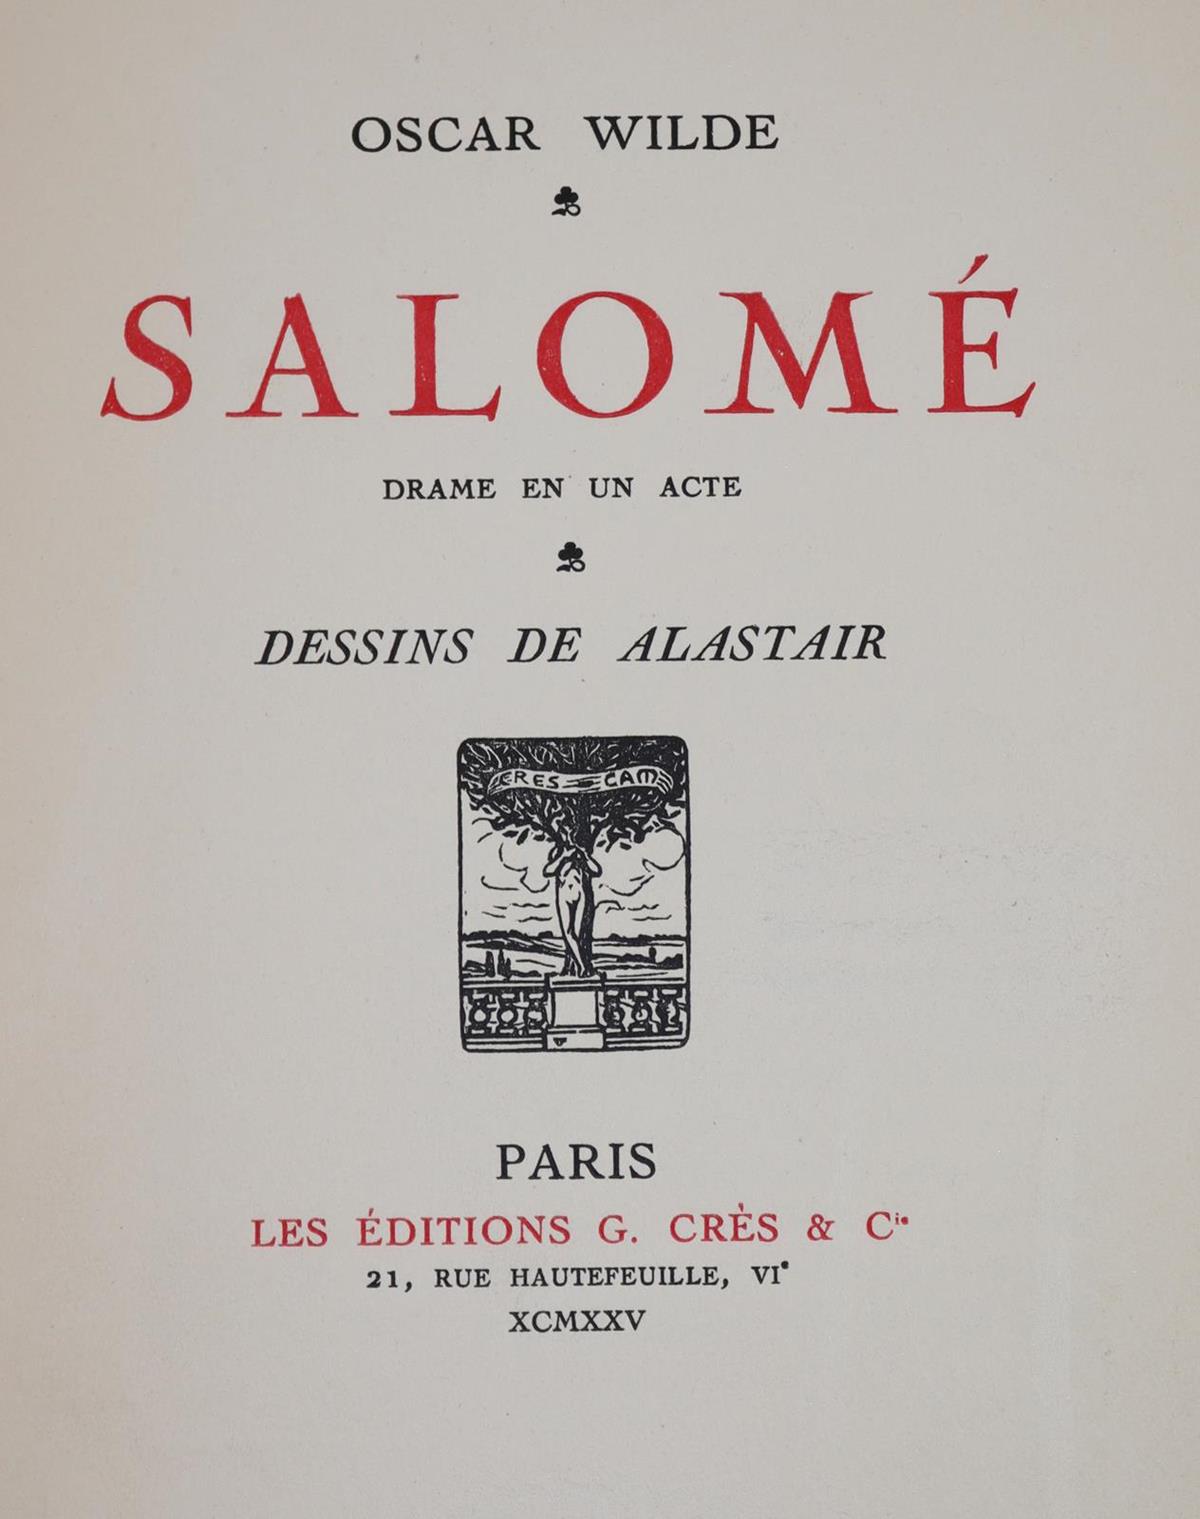 OSCAR WILDE
SALOMÉ
DRAME EN UN ACTE
DESSINS DE ALASTAIR
CRES CAM
PARIS
LES ÉDITIONS G. CRÈS & Cie
21, RUE HAUTEFEUILLE, VIe
XCMXXV